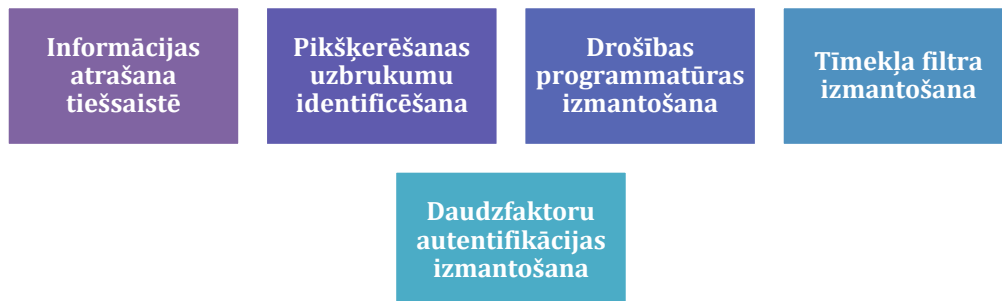 Informācijas
atrašana
tiešsaistē
Pikšķerēšanas
uzbrukumu
identificēšana
Drošības
programmatūras
izmantošana
Tīmekļa filtra
izmantošana
Daudzfaktoru
autentifikācijas
izmantošana